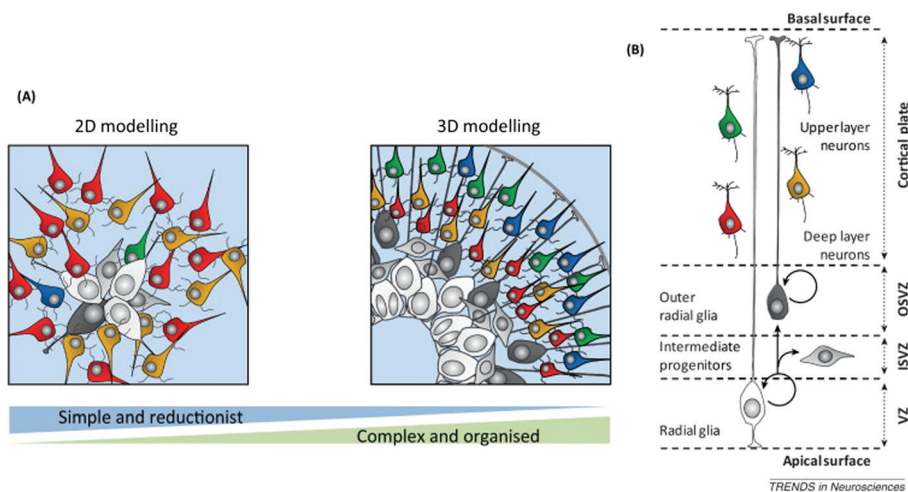 (A)
2D modelling
3D modelling
Simple and reductionist
Complex and organised
(B)
Basal surface
Upper layer
neurons
Deep layer
neurons
Cortical plate
Outer
radial glia
OSVZ
Intermediate
progenitors
ISVZ
Radial glia
VZ
Apical surface
TRENDS in Neurosciences